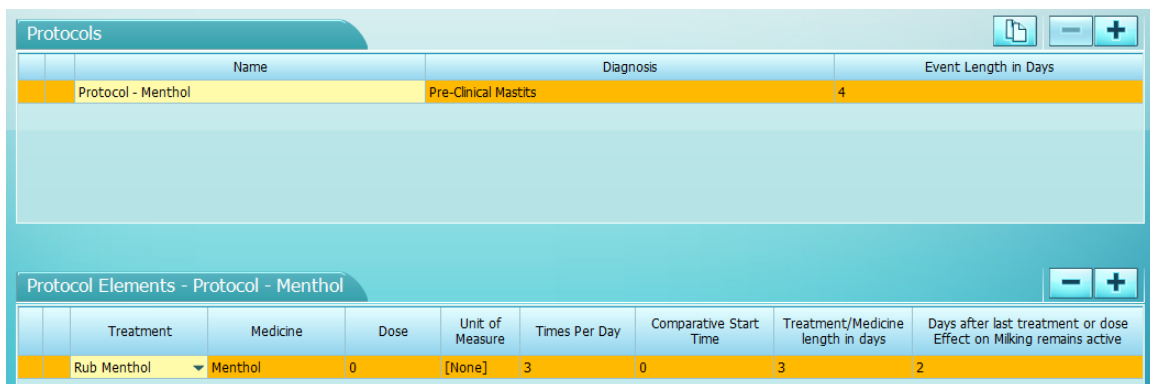 Protocols
Name Diagnosis Event Length in Days
Protocol - Menthol Pre-Clinical Mastits 4
Protocol Elements - Protocol - Menthol
Treatment Medicine Dose Unit of Measure Times Per Day Comparative Start Time Treatment/Medicine length in days Days after last treatment or dose Effect on Milking remains active
Rub Menthol Menthol 0 [None] 3 0 3 2